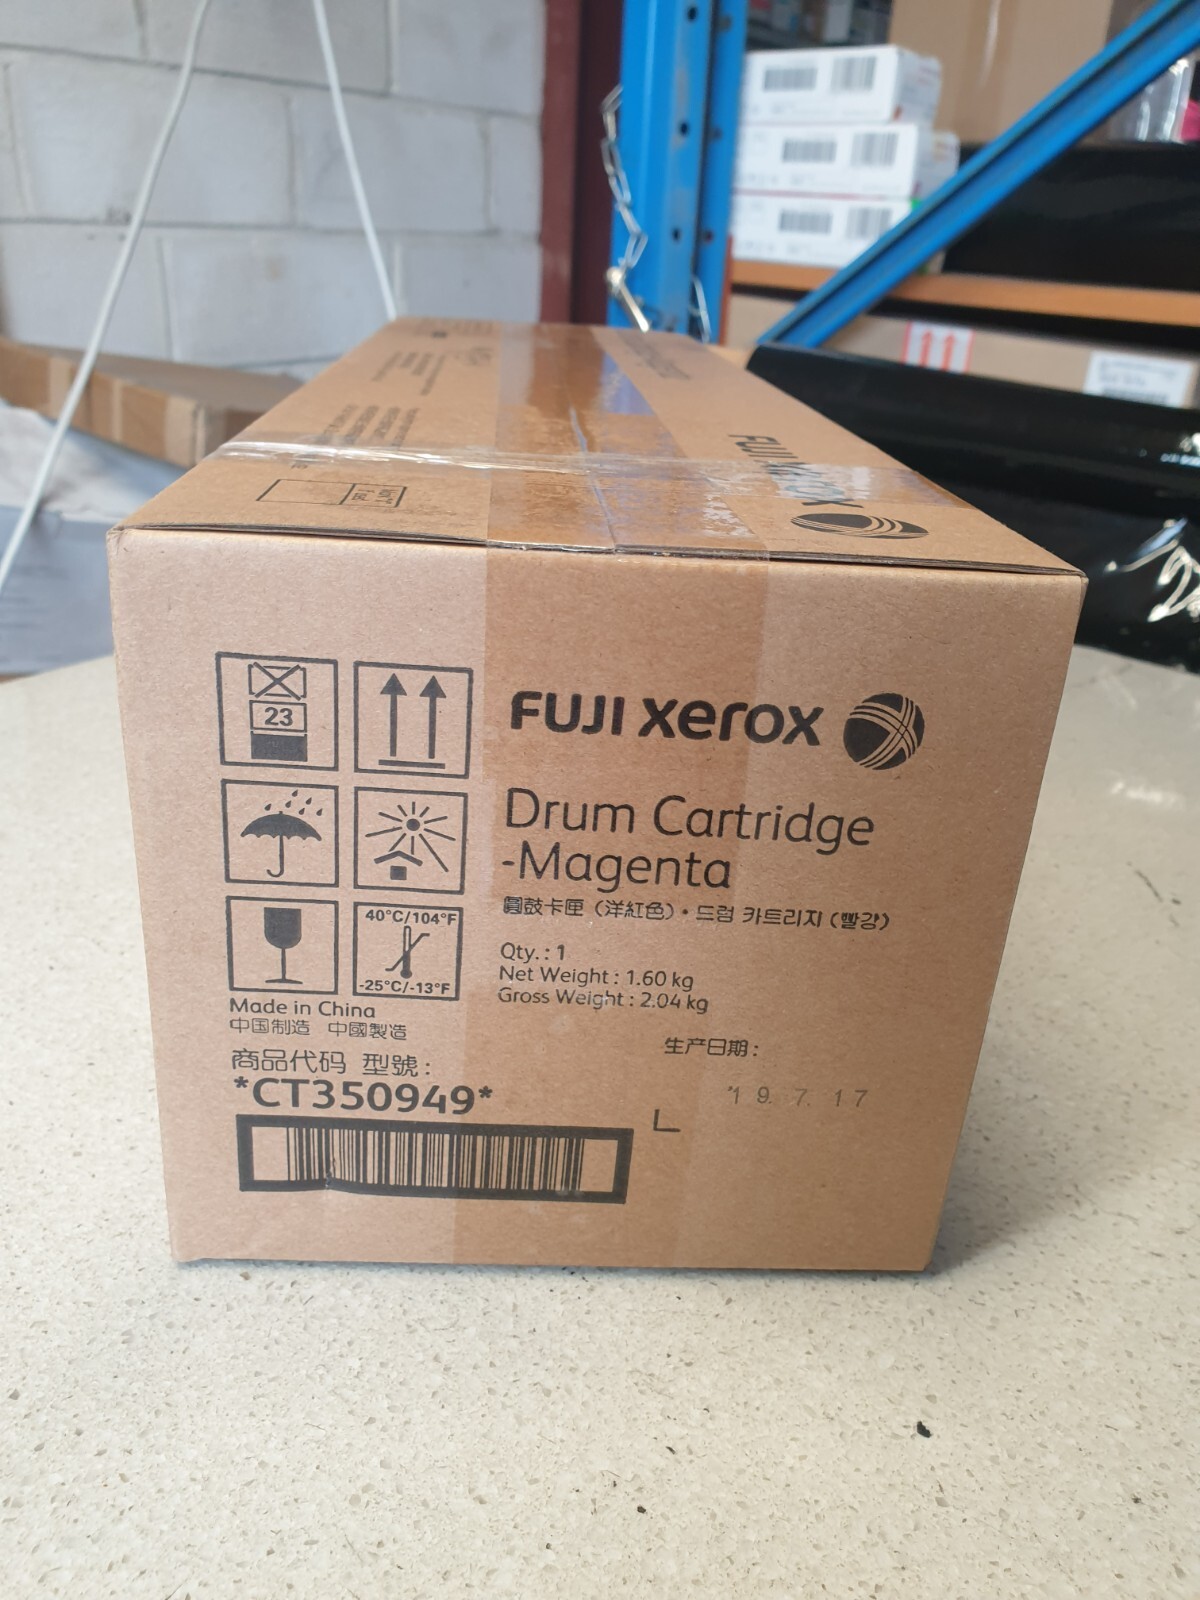 FUJI xerox
23
FUJI xerox
Drum Cartridge
-Magenta
圓鼓卡匣（洋紅色）・드럼 카트리지 (빨강)
40°C/104°F
-25°C/-13°F
Qty. : 1
Net Weight : 1.60 kg
Gross Weight : 2.04 kg
Made in China
中国制造 中國製造
生产日期 :
商品代码 型號 :
*CT350949*
'19. 7. 17
L